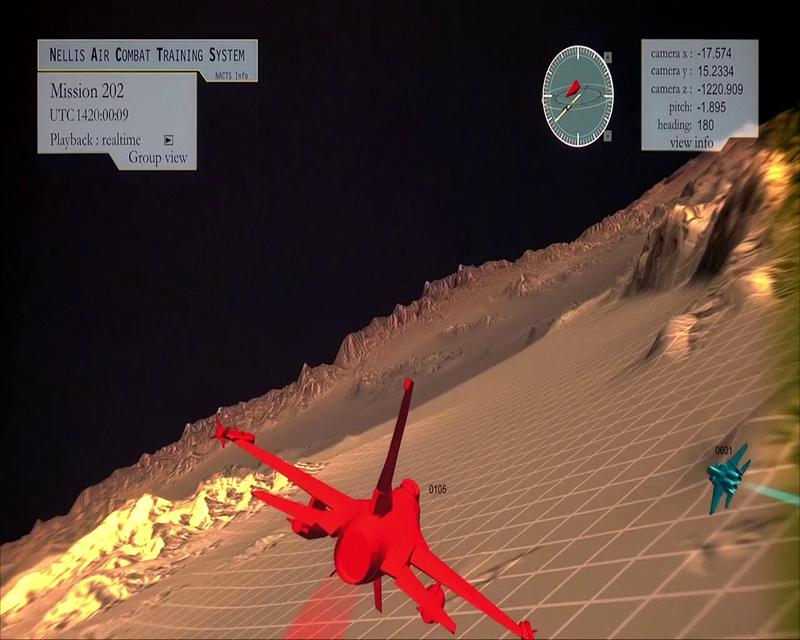 NELLIS AIR COMBAT TRAINING SYSTEM
NACTS Info
Mission 202
UTC 1420:00:09
Playback : realtime
Group view
camera x : -17.574
camera y : 15.2334
camera z : -1220.909
pitch: -1.895
heading: 180
view info
0601
0105